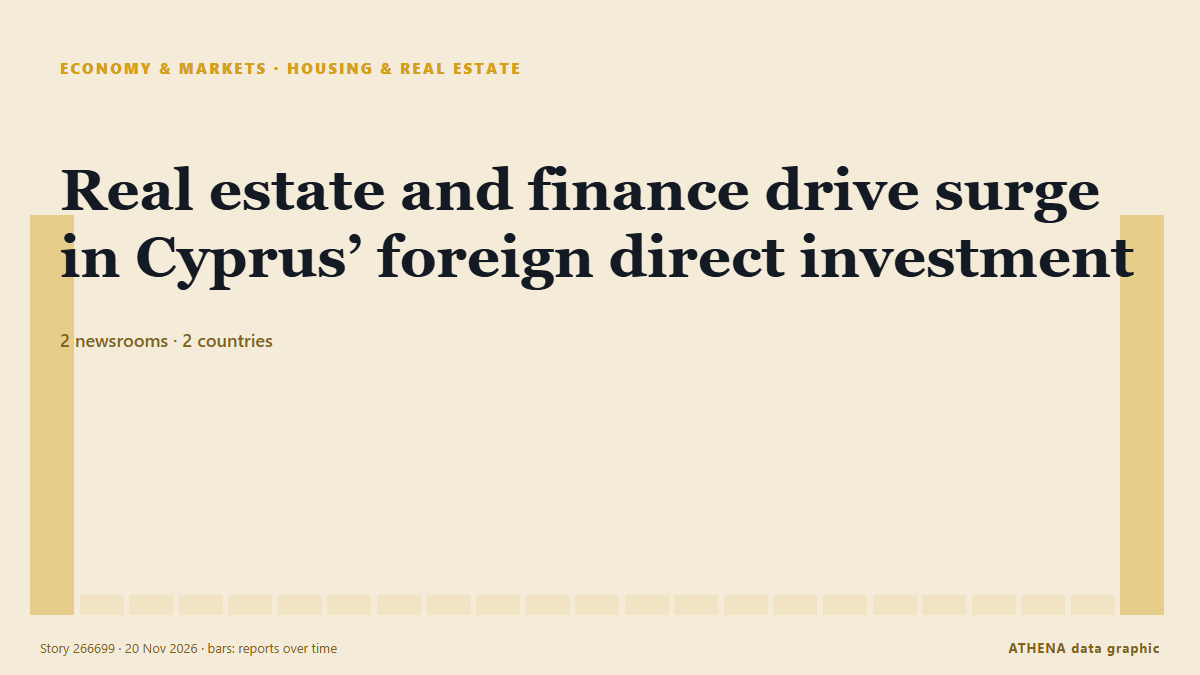 ECONOMY & MARKETS · HOUSING & REAL ESTATE
Real estate and finance drive surge
in Cyprus’ foreign direct investment
2 newsrooms · 2 countries
Story 266699 · 20 Nov 2026 · bars: reports over time
ATHENA data graphic